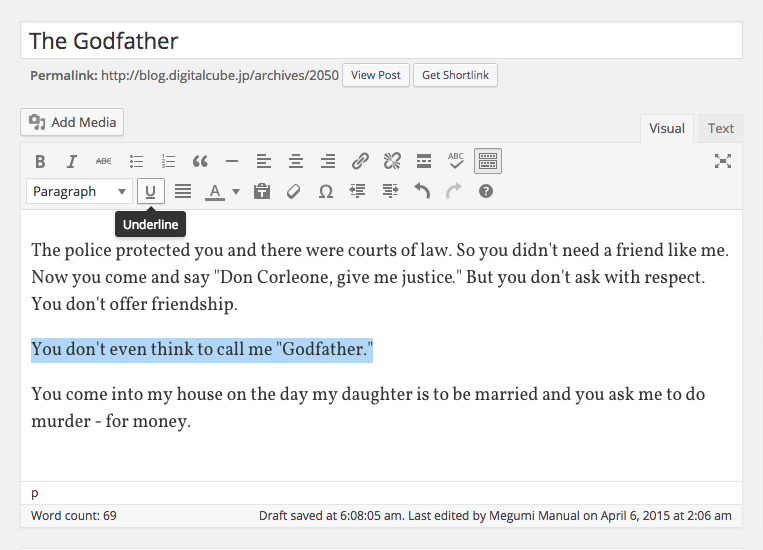 The Godfather
Permalink: http://blog.digitalcube.jp/archives/2050 View Post Get Shortlink
Add Media
Visual Text
B I ABC ABC
Paragraph U A Ω ?
Underline
The police protected you and there were courts of law. So you didn't need a friend like me.
Now you come and say "Don Corleone, give me justice." But you don't ask with respect.
You don't offer friendship.
You don't even think to call me "Godfather."
You come into my house on the day my daughter is to be married and you ask me to do
murder - for money.
p
Word count: 69 Draft saved at 6:08:05 am. Last edited by Megumi Manual on April 6, 2015 at 2:06 am